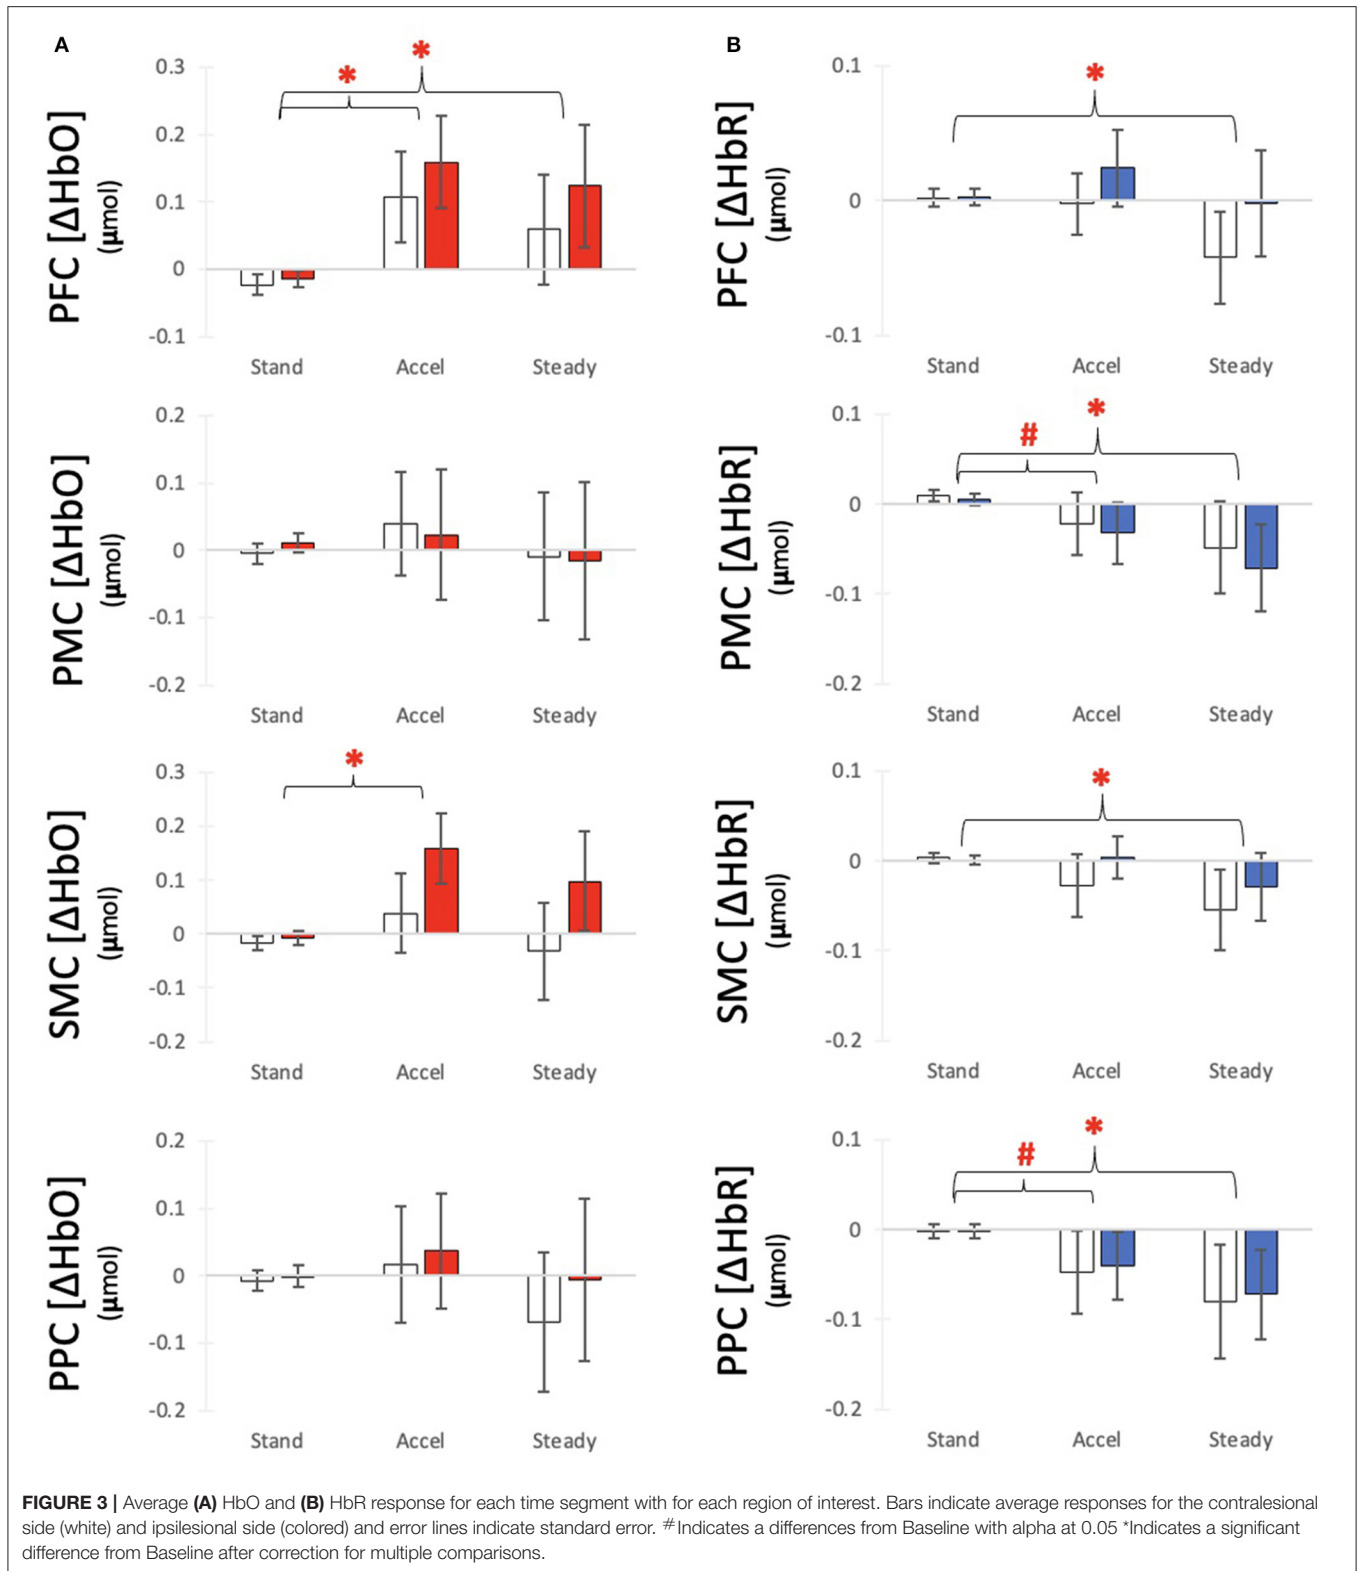 A
*
*
0.3
0.2
0.1
0
-0.1
PFC [ΔHbO]
(μmol)
Stand Accel Steady
0.2
0.1
0
-0.1
-0.2
PMC [ΔHbO]
(μmol)
Stand Accel Steady
*
0.3
0.2
0.1
0
-0.1
-0.2
SMC [ΔHbO]
(μmol)
Stand Accel Steady
0.2
0.1
0
-0.1
-0.2
PPC [ΔHbO]
(μmol)
Stand Accel Steady
B
*
0.1
0
-0.1
PFC [ΔHbR]
(μmol)
Stand Accel Steady
*
#
0.1
0
-0.1
-0.2
PMC [ΔHbR]
(μmol)
Stand Accel Steady
*
0.1
0
-0.1
-0.2
SMC [ΔHbR]
(μmol)
Stand Accel Steady
*
#
0.1
0
-0.1
-0.2
PPC [ΔHbR]
(μmol)
Stand Accel Steady
FIGURE 3 | Average (A) HbO and (B) HbR response for each time segment with for each region of interest. Bars indicate average responses for the contralesional
side (white) and ipsilesional side (colored) and error lines indicate standard error. #Indicates a differences from Baseline with alpha at 0.05 *Indicates a significant
difference from Baseline after correction for multiple comparisons.